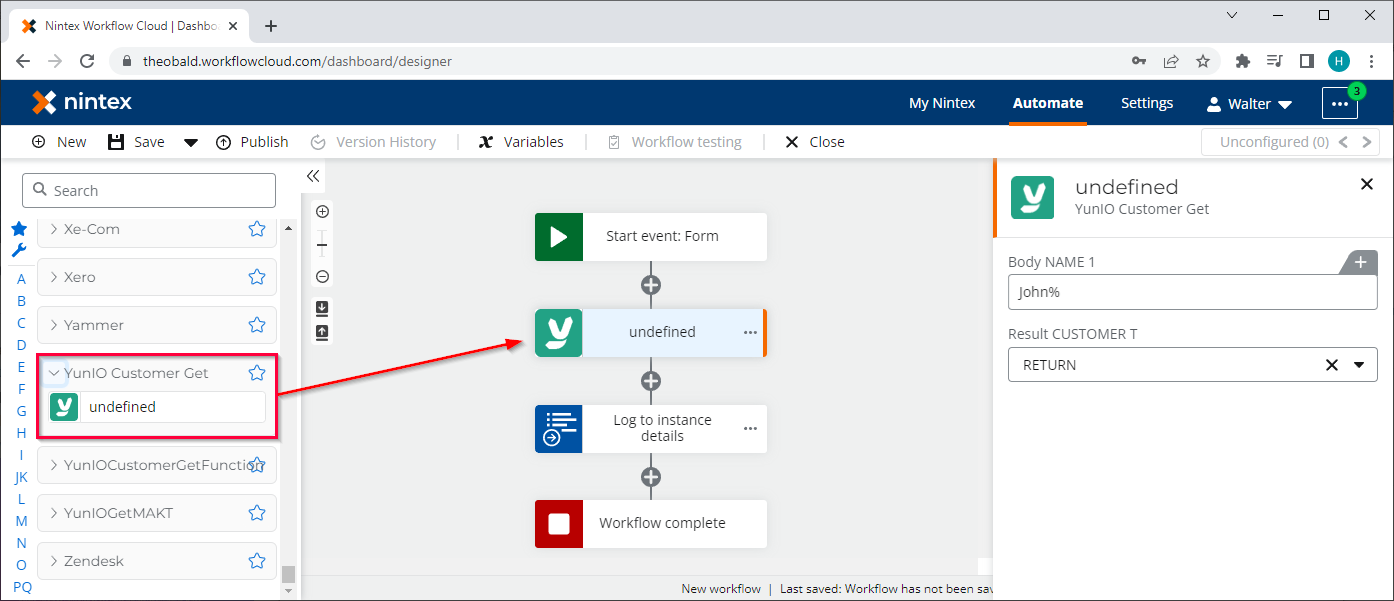 Nintex Workflow Cloud | Dashbo
theobald.workflowcloud.com/dashboard/designer
H
nintex
My Nintex
Automate
Settings
Walter
3
New
Save
Publish
Version History
Variables
Workflow testing
Close
Unconfigured (0)
Search
Xe-Com
Xero
Yammer
YunIO Customer Get
undefined
YunIOCustomerGetFunction
YunIOGetMAKT
Zendesk
A
B
C
D
E
F
G
H
I
JK
L
M
N
O
PQ
Start event: Form
undefined
Log to instance
details
Workflow complete
New workflow | Last saved: Workflow has not been sav
undefined
YunIO Customer Get
Body NAME 1
John%
Result CUSTOMER T
RETURN